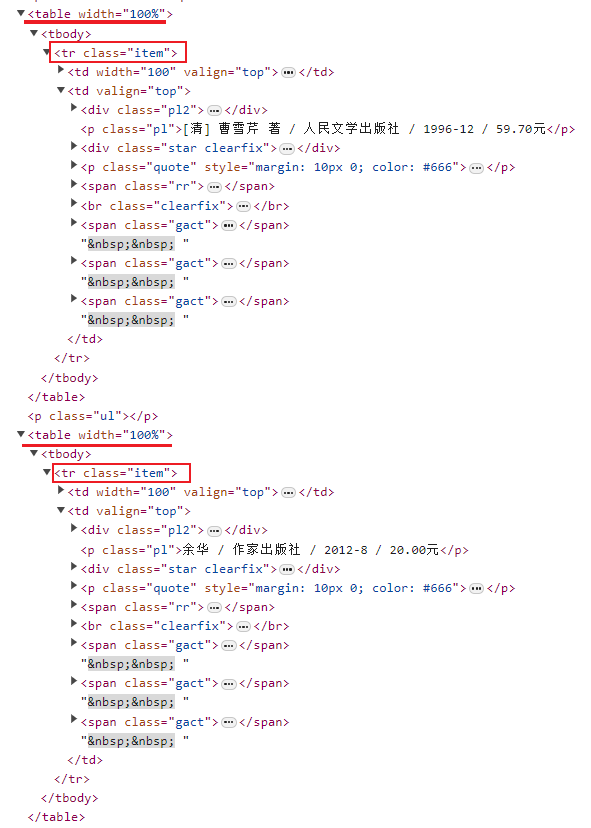 ▼<table width="100%">
▼<tbody>
▼<tr class="item">
▶<td width="100" valign="top">…</td>
▼<td valign="top">
▶<div class="pl2">…</div>
<p class="pl">[清] 曹雪芹 著 / 人民文学出版社 / 1996-12 / 59.70元</p>
▶<div class="star clearfix">…</div>
▶<p class="quote" style="margin: 10px 0; color: #666">…</p>
▶<span class="rr">…</span>
▶<br class="clearfix">…</br>
▶<span class="gact">…</span>
"&nbsp;&nbsp; "
▶<span class="gact">…</span>
"&nbsp;&nbsp; "
▶<span class="gact">…</span>
"&nbsp;&nbsp; "
</td>
</tr>
</tbody>
</table>
<p class="ul"></p>
▼<table width="100%">
▼<tbody>
▼<tr class="item">
▶<td width="100" valign="top">…</td>
▼<td valign="top">
▶<div class="pl2">…</div>
<p class="pl">余华 / 作家出版社 / 2012-8 / 20.00元</p>
▶<div class="star clearfix">…</div>
▶<p class="quote" style="margin: 10px 0; color: #666">…</p>
▶<span class="rr">…</span>
▶<br class="clearfix">…</br>
▶<span class="gact">…</span>
"&nbsp;&nbsp; "
▶<span class="gact">…</span>
"&nbsp;&nbsp; "
▶<span class="gact">…</span>
"&nbsp;&nbsp; "
</td>
</tr>
</tbody>
</table>